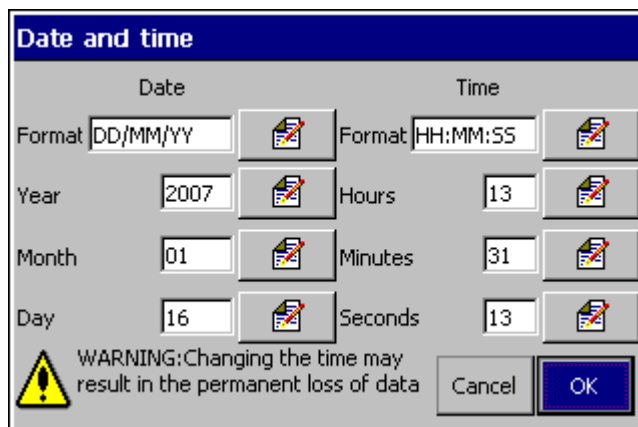 Date and time
Date Time
Format DD/MM/YY Format HH:MM:SS
Year 2007 Hours 13
Month 01 Minutes 31
Day 16 Seconds 13
WARNING:Changing the time may
result in the permanent loss of data
Cancel OK